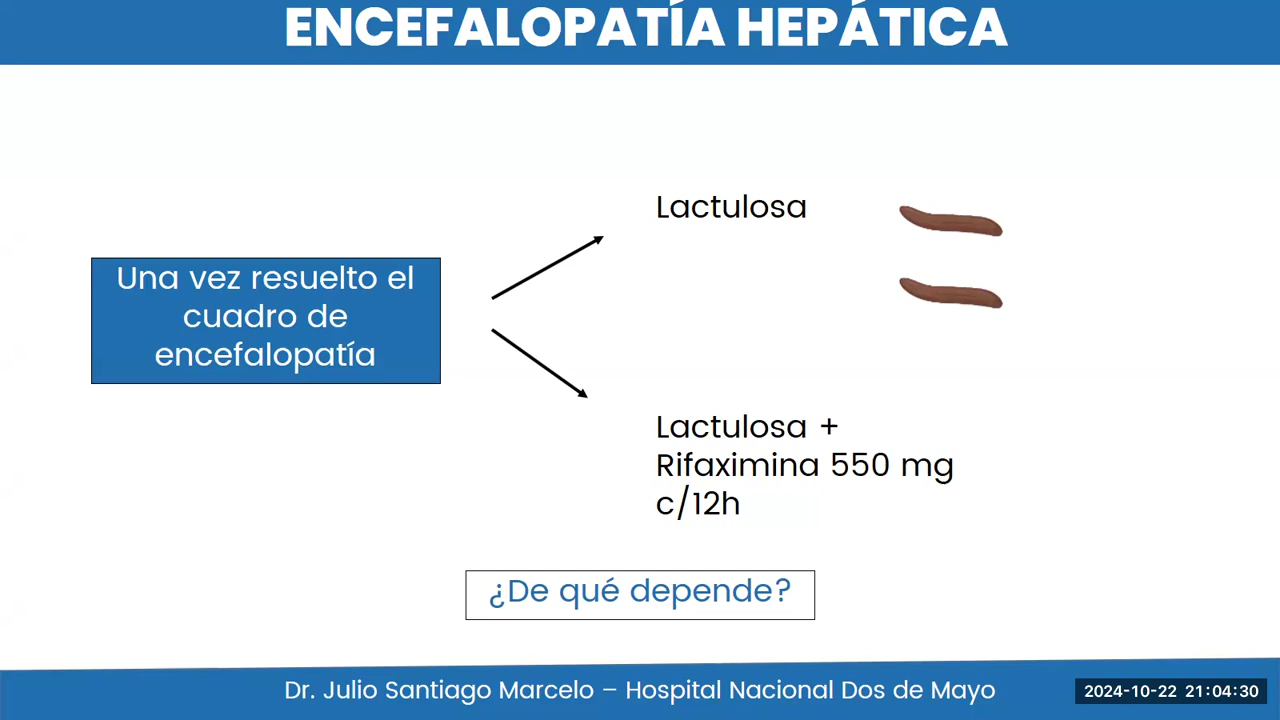 ENCEFALOPATÍA HEPÁTICA
Lactulosa
Una vez resuelto el
cuadro de
encefalopatía
Lactulosa +
Rifaximina 550 mg
c/12h
¿De qué depende?
Dr. Julio Santiago Marcelo – Hospital Nacional Dos de Mayo
2024-10-22 21:04:30